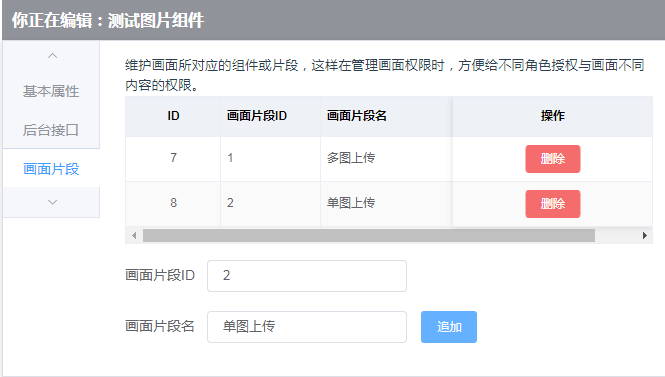 你正在编辑：测试图片组件
基本属性
后台接口
画面片段
维护画面所对应的组件或片段，这样在管理画面权限时，方便给不同角色授权与画面不同
内容的权限。
ID 画面片段ID 画面片段名 操作
7 1 多图上传 删除
8 2 单图上传 删除
画面片段ID 2
画面片段名 单图上传 追加